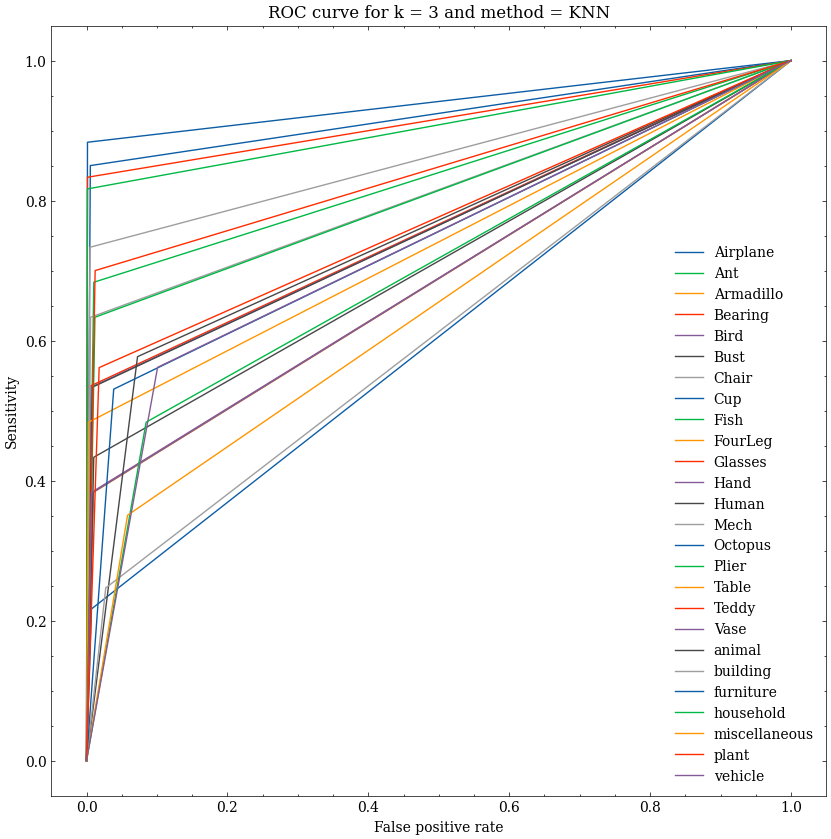 ROC curve for k = 3 and method = KNN
1.0
0.8
0.6
0.4
0.2
0.0
Sensitivity
Airplane
Ant
Armadillo
Bearing
Bird
Bust
Chair
Cup
Fish
FourLeg
Glasses
Hand
Human
Mech
Octopus
Plier
Table
Teddy
Vase
animal
building
furniture
household
miscellaneous
plant
vehicle
0.0 0.2 0.4 0.6 0.8 1.0
False positive rate